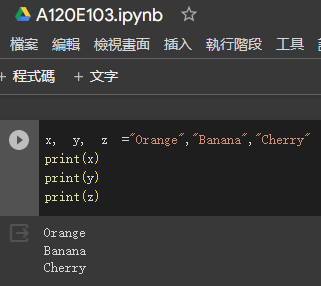 A120E103.ipynb
檔案 編輯 檢視畫面 插入 執行階段 工具
+ 程式碼 + 文字
x, y, z ="Orange","Banana","Cherry"
print(x)
print(y)
print(z)
Orange
Banana
Cherry